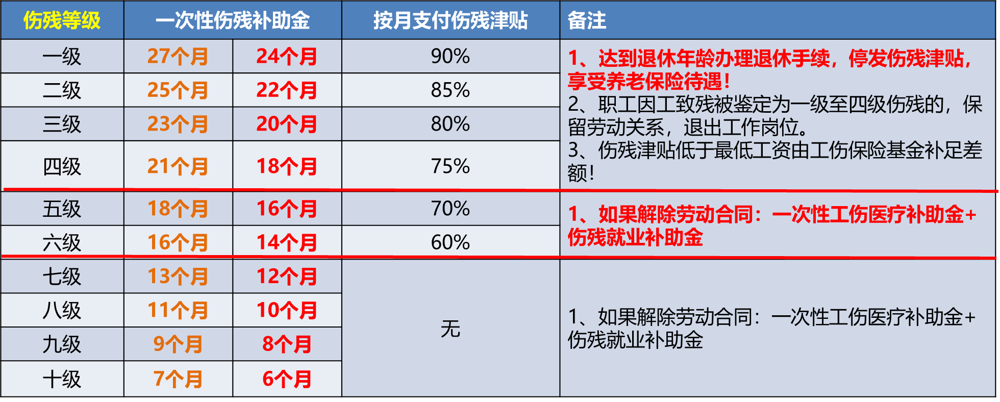 伤残等级 一次性伤残补助金 按月支付伤残津贴 备注
一级 27个月 24个月 90%
二级 25个月 22个月 85%
三级 23个月 20个月 80%
四级 21个月 18个月 75%
1、达到退休年龄办理退休手续，停发伤残津贴，
享受养老保险待遇！
2、职工因工致残被鉴定为一级至四级伤残的，保
留劳动关系，退出工作岗位。
3、伤残津贴低于最低工资由工伤保险基金补足差
额！
五级 18个月 16个月 70%
六级 16个月 14个月 60%
1、如果解除劳动合同：一次性工伤医疗补助金+
伤残就业补助金
七级 13个月 12个月
八级 11个月 10个月
九级 9个月 8个月
十级 7个月 6个月
无
1、如果解除劳动合同：一次性工伤医疗补助金+
伤残就业补助金